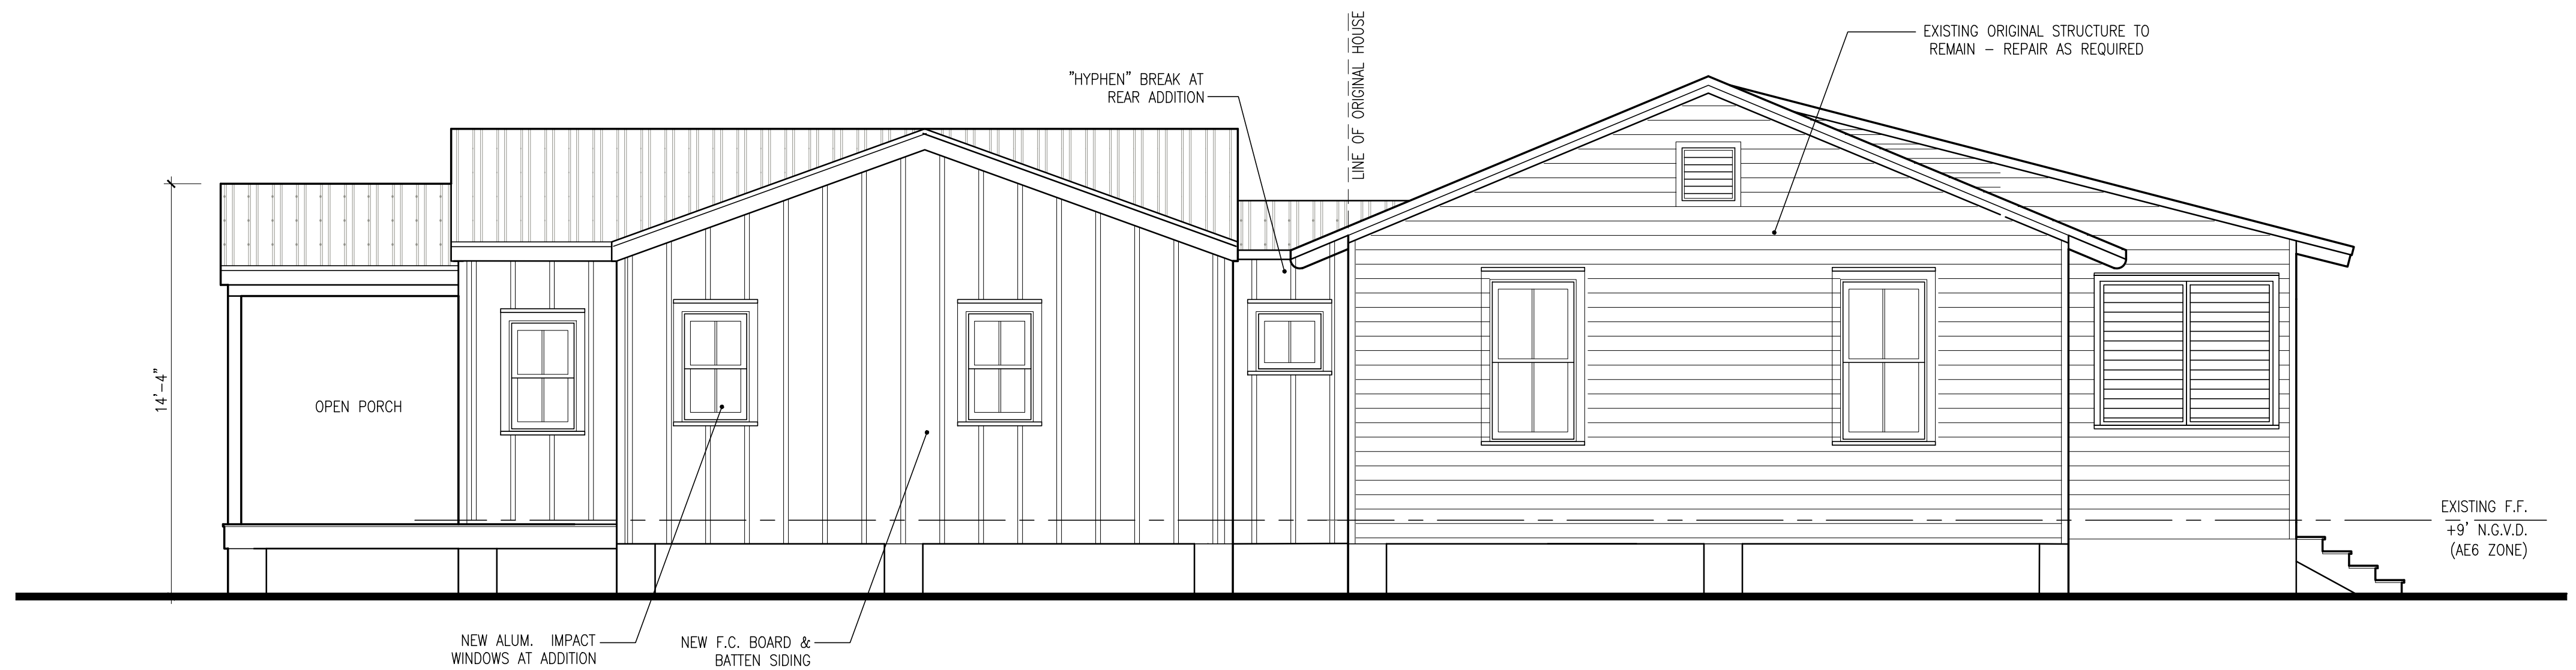 EXISTING ORIGINAL STRUCTURE TO
REMAIN – REPAIR AS REQUIRED
LINE OF ORIGINAL HOUSE
"HYPHEN" BREAK AT
REAR ADDITION
14'-4"
OPEN PORCH
EXISTING F.F.
+9' N.G.V.D.
(AE6 ZONE)
NEW ALUM. IMPACT
WINDOWS AT ADDITION
NEW F.C. BOARD &
BATTEN SIDING